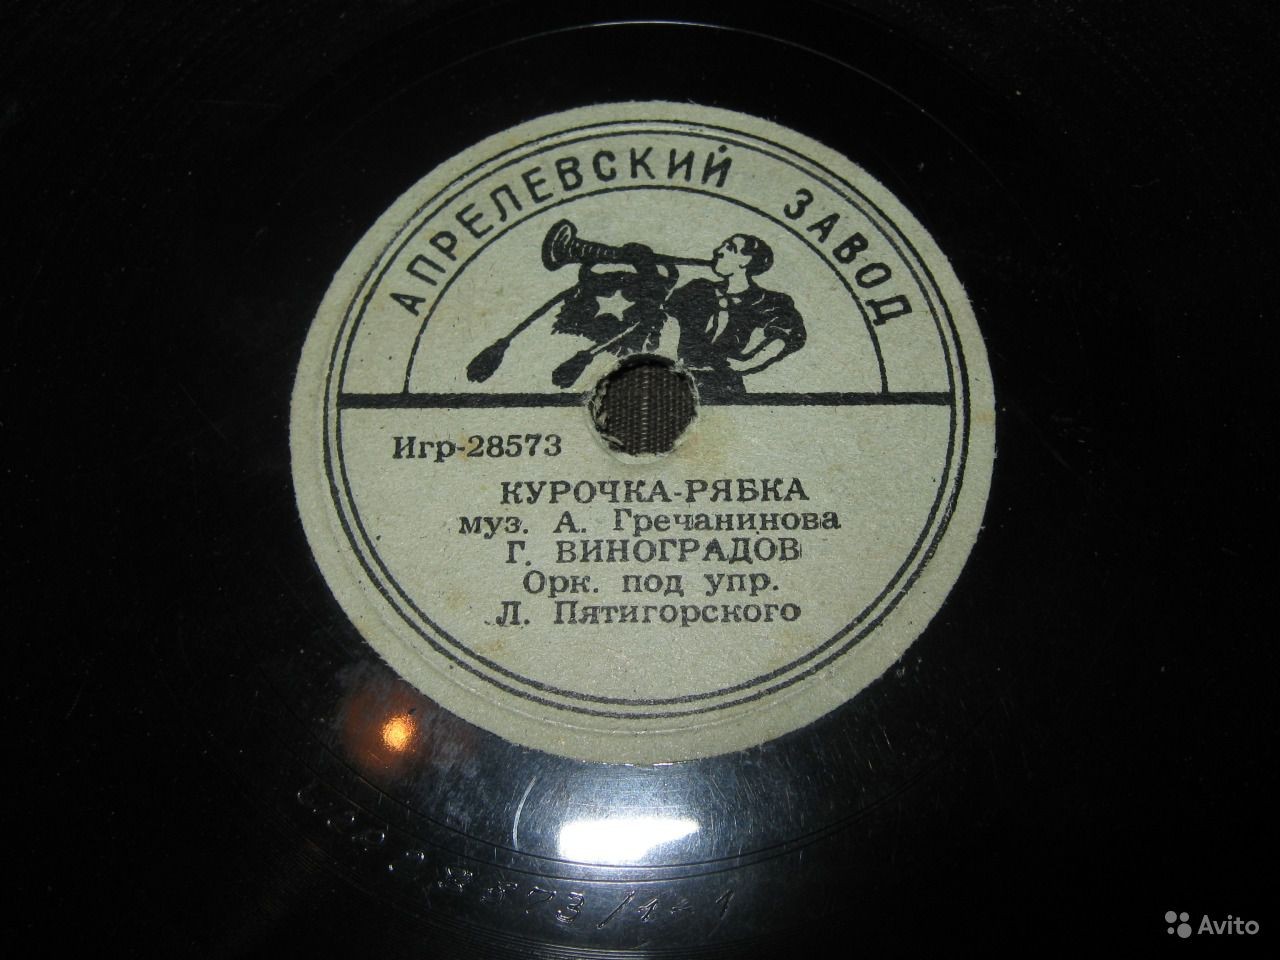 АПРЕЛЕВСКИЙ ЗАВОД
Игр-28573
КУРОЧКА-РЯБКА
муз. А. Гречанинова
Г. ВИНОГРАДОВ
Орк. под упр.
Л. Пятигорского
Avito